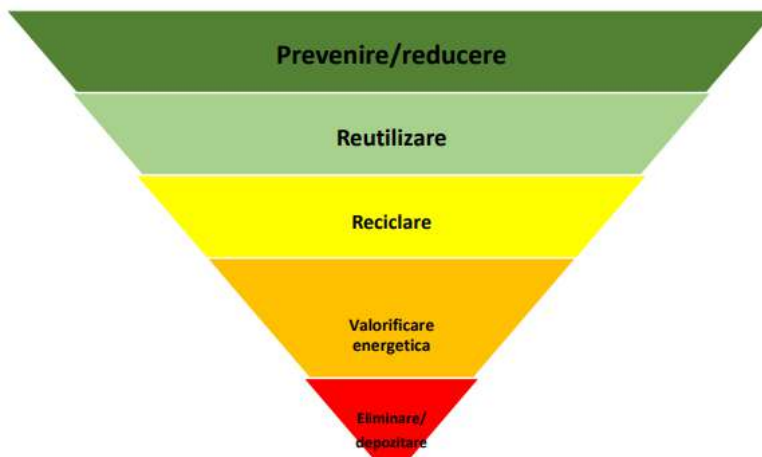 Prevenire/reducere
Reutilizare
Reciclare
Valorificare
energetica
Eliminare/
depozitare